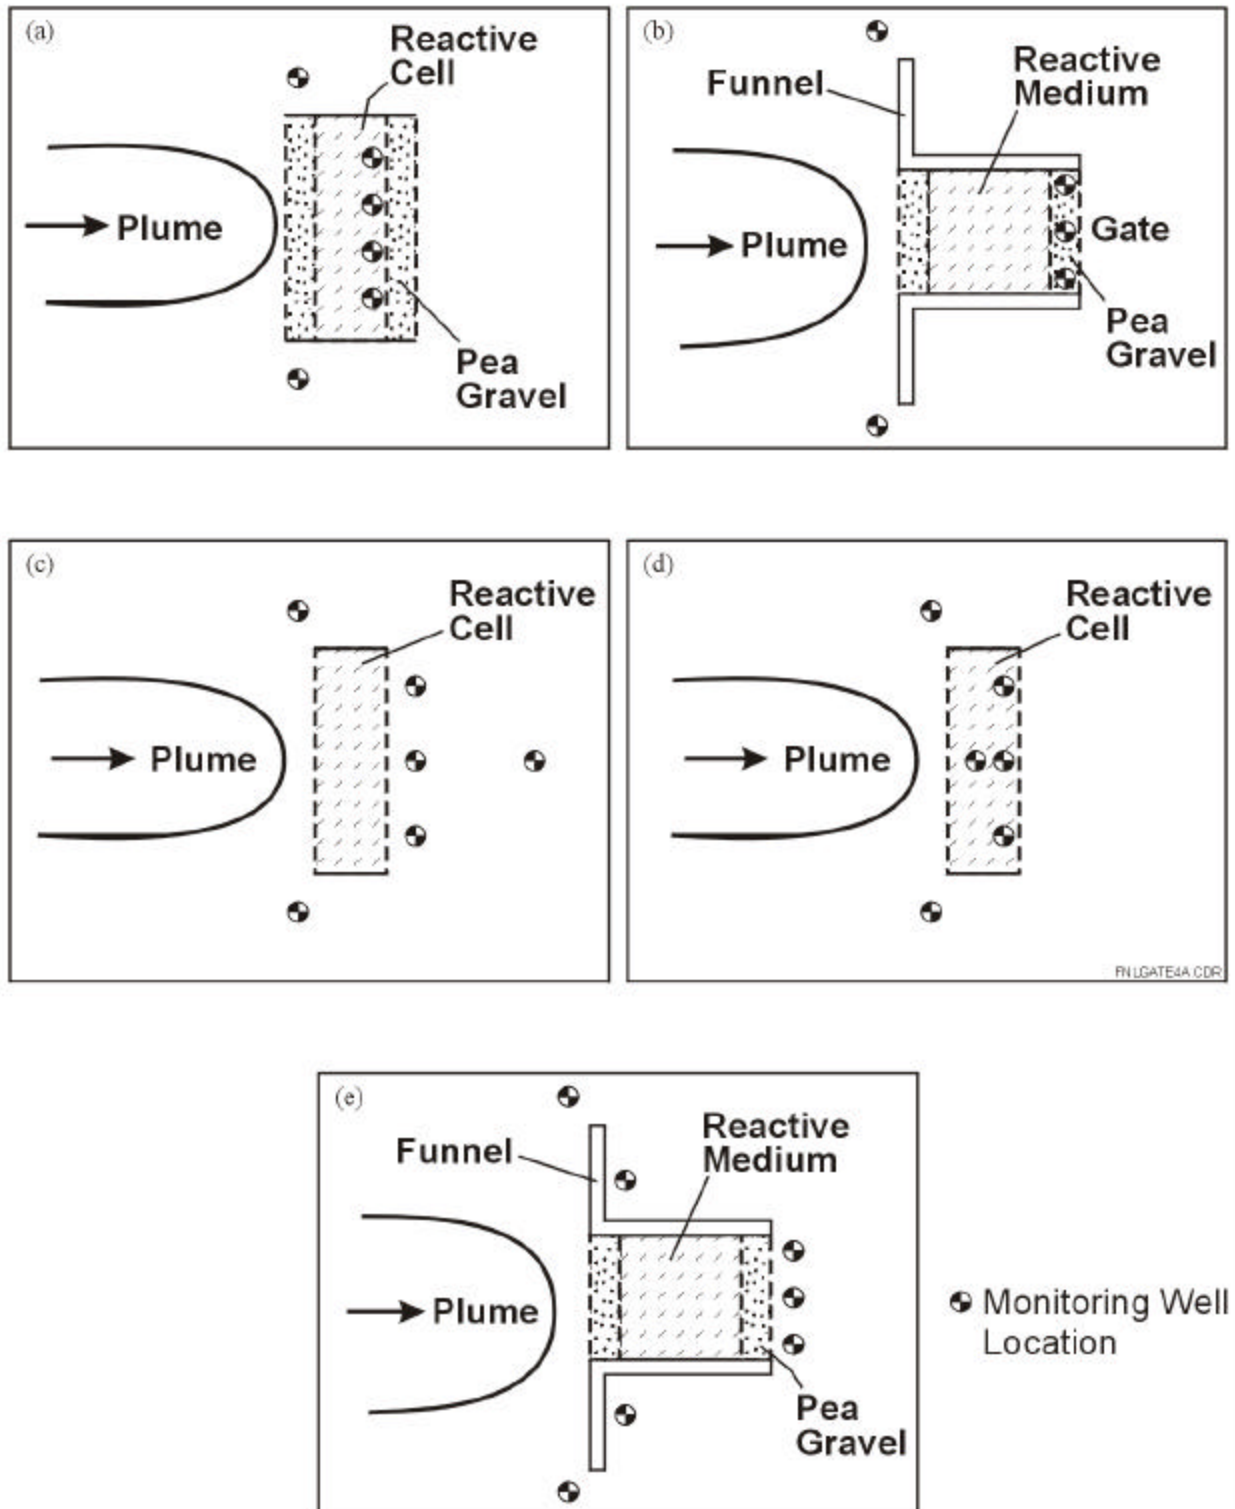 (a)
Reactive
Cell
Plume
Pea
Gravel
(b)
Funnel
Reactive
Medium
Plume
Gate
Pea
Gravel
(c)
Reactive
Cell
Plume
(d)
Reactive
Cell
Plume
FNLGATE4A.CDR
(e)
Funnel
Reactive
Medium
Plume
Pea
Gravel
Monitoring Well
Location